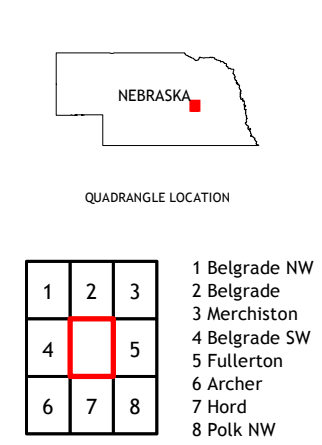 NEBRASKA
QUADRANGLE LOCATION
1 2 3
4 5
6 7 8
1 Belgrade NW
2 Belgrade
3 Merchiston
4 Belgrade SW
5 Fullerton
6 Archer
7 Hord
8 Polk NW